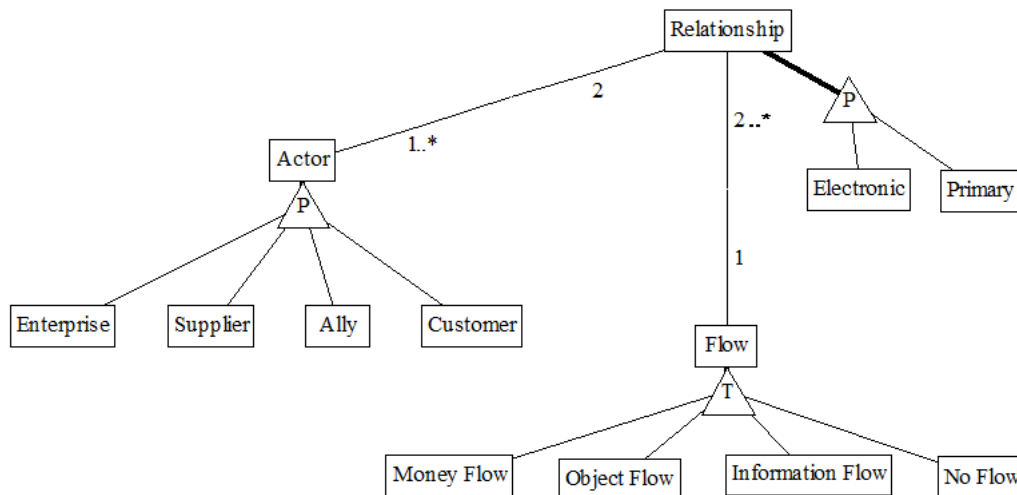 Relationship
2
P
2..*
1..*
Actor
Electronic
Primary
P
1
Enterprise
Supplier
Ally
Customer
Flow
T
Money Flow
Object Flow
Information Flow
No Flow